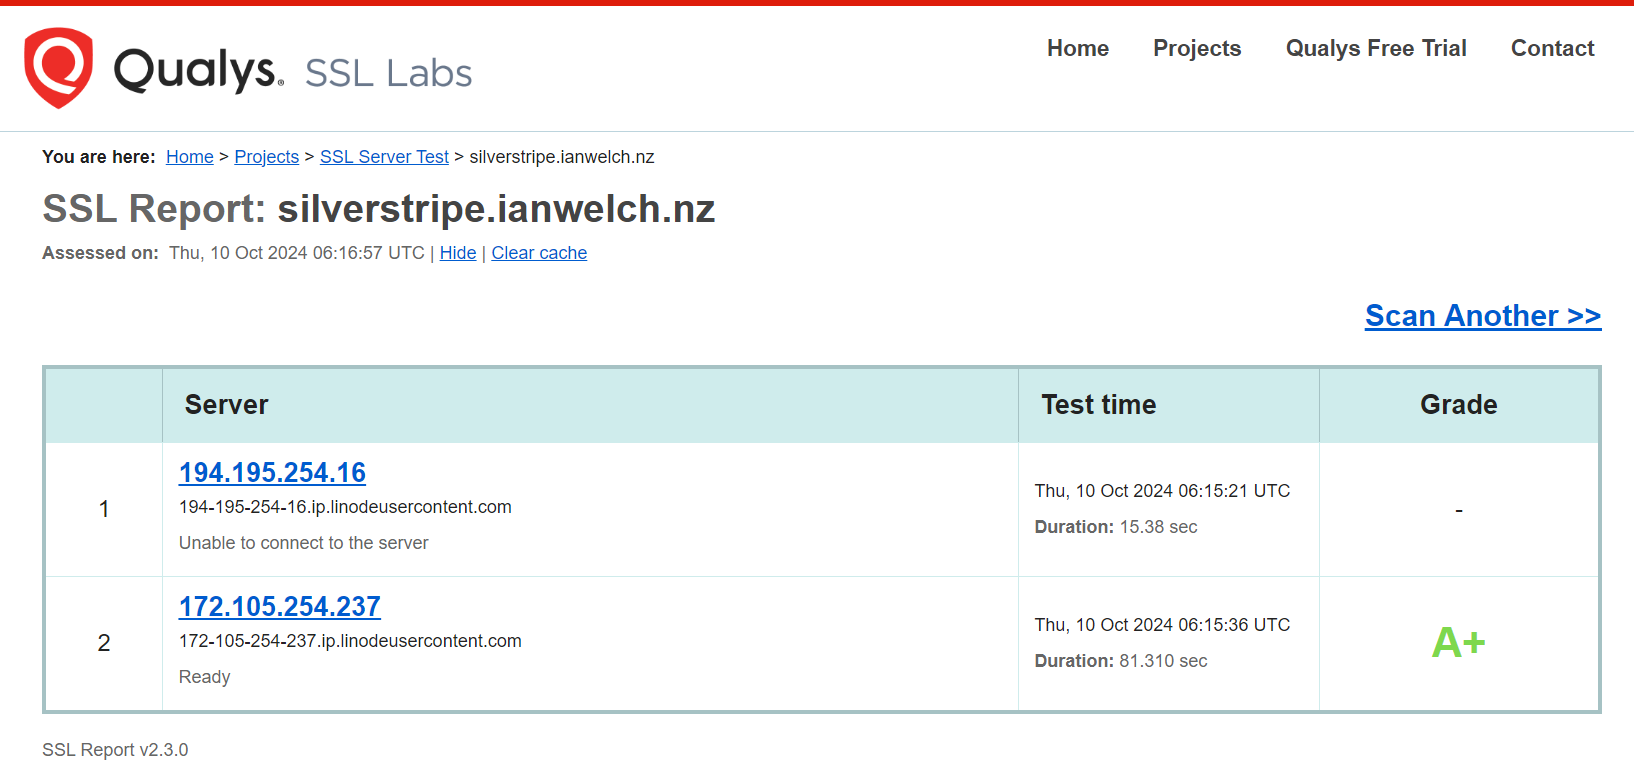 Qualys® SSL Labs
Home Projects Qualys Free Trial Contact
You are here: Home > Projects > SSL Server Test > silverstripe.ianwelch.nz
SSL Report: silverstripe.ianwelch.nz
Assessed on: Thu, 10 Oct 2024 06:16:57 UTC | Hide | Clear cache
Scan Another >>
Server Test time Grade
1
194.195.254.16
194-195-254-16.ip.linodeusercontent.com
Unable to connect to the server
Thu, 10 Oct 2024 06:15:21 UTC
Duration: 15.38 sec
-
2
172.105.254.237
172-105-254-237.ip.linodeusercontent.com
Ready
Thu, 10 Oct 2024 06:15:36 UTC
Duration: 81.310 sec
A+
SSL Report v2.3.0